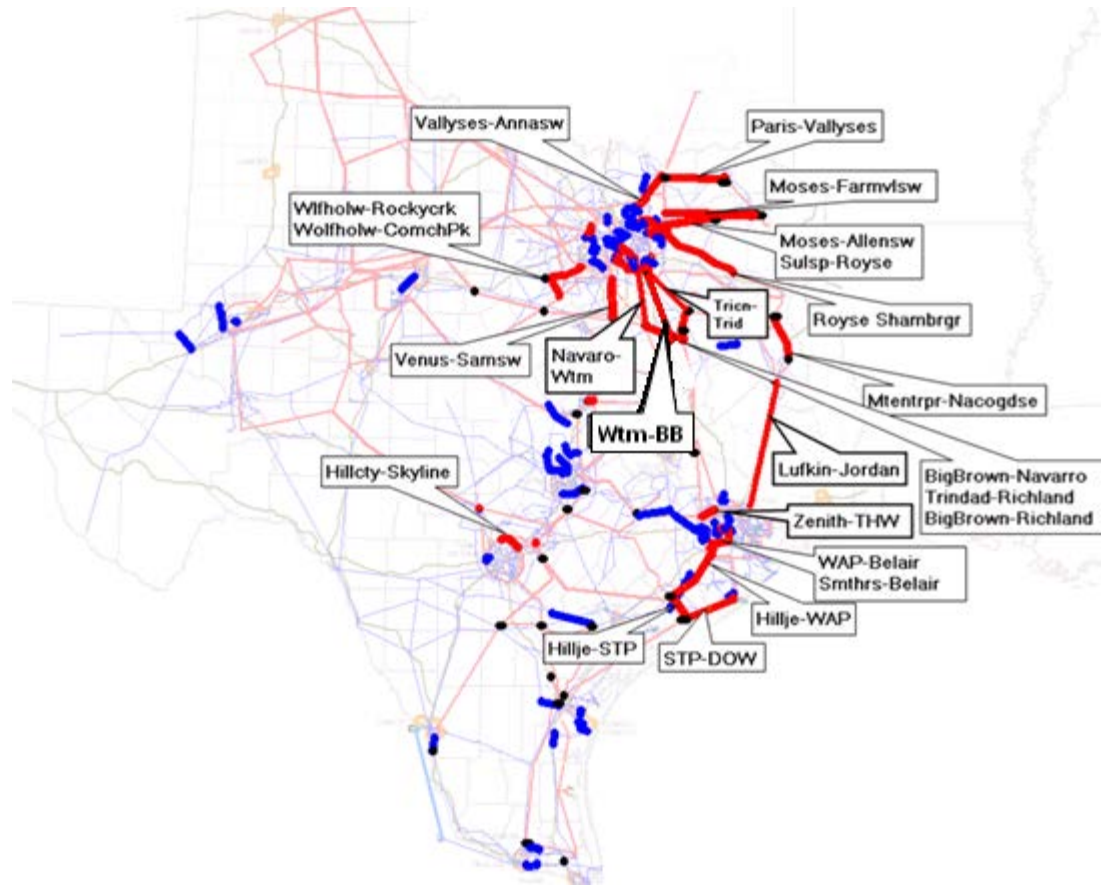 Vallyses-Annasw
Paris-Vallyses
Moses-Farmvlsw
Wlfholw-Rockycrk
Wolfholw-ComchPk
Moses-Allensw
Sulsp-Royse
Tricn-
Trid
Royse Shambrgr
Venus-Samsw
Navaro-
Wtm
Mtentrpr-Nacogdse
Wtm-BB
Hillcty-Skyline
Lufkin-Jordan
BigBrown-Navarro
Trindad-Richland
BigBrown-Richland
Zenith-THW
WAP-Belair
Smthrs-Belair
Hillje-WAP
Hillje-STP
STP-DOW